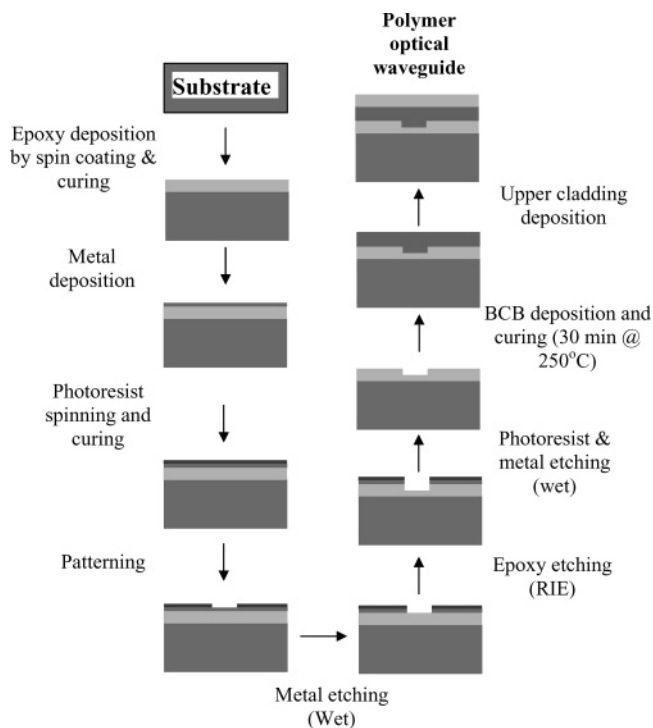 Substrate
Epoxy deposition
by spin coating &
curing
Metal
deposition
Photoresist
spinning and
curing
Patterning
Metal etching
(Wet)
Epoxy etching
(RIE)
Photoresist &
metal etching
(wet)
BCB deposition and
curing (30 min @
250°C)
Upper cladding
deposition
Polymer
optical
waveguide